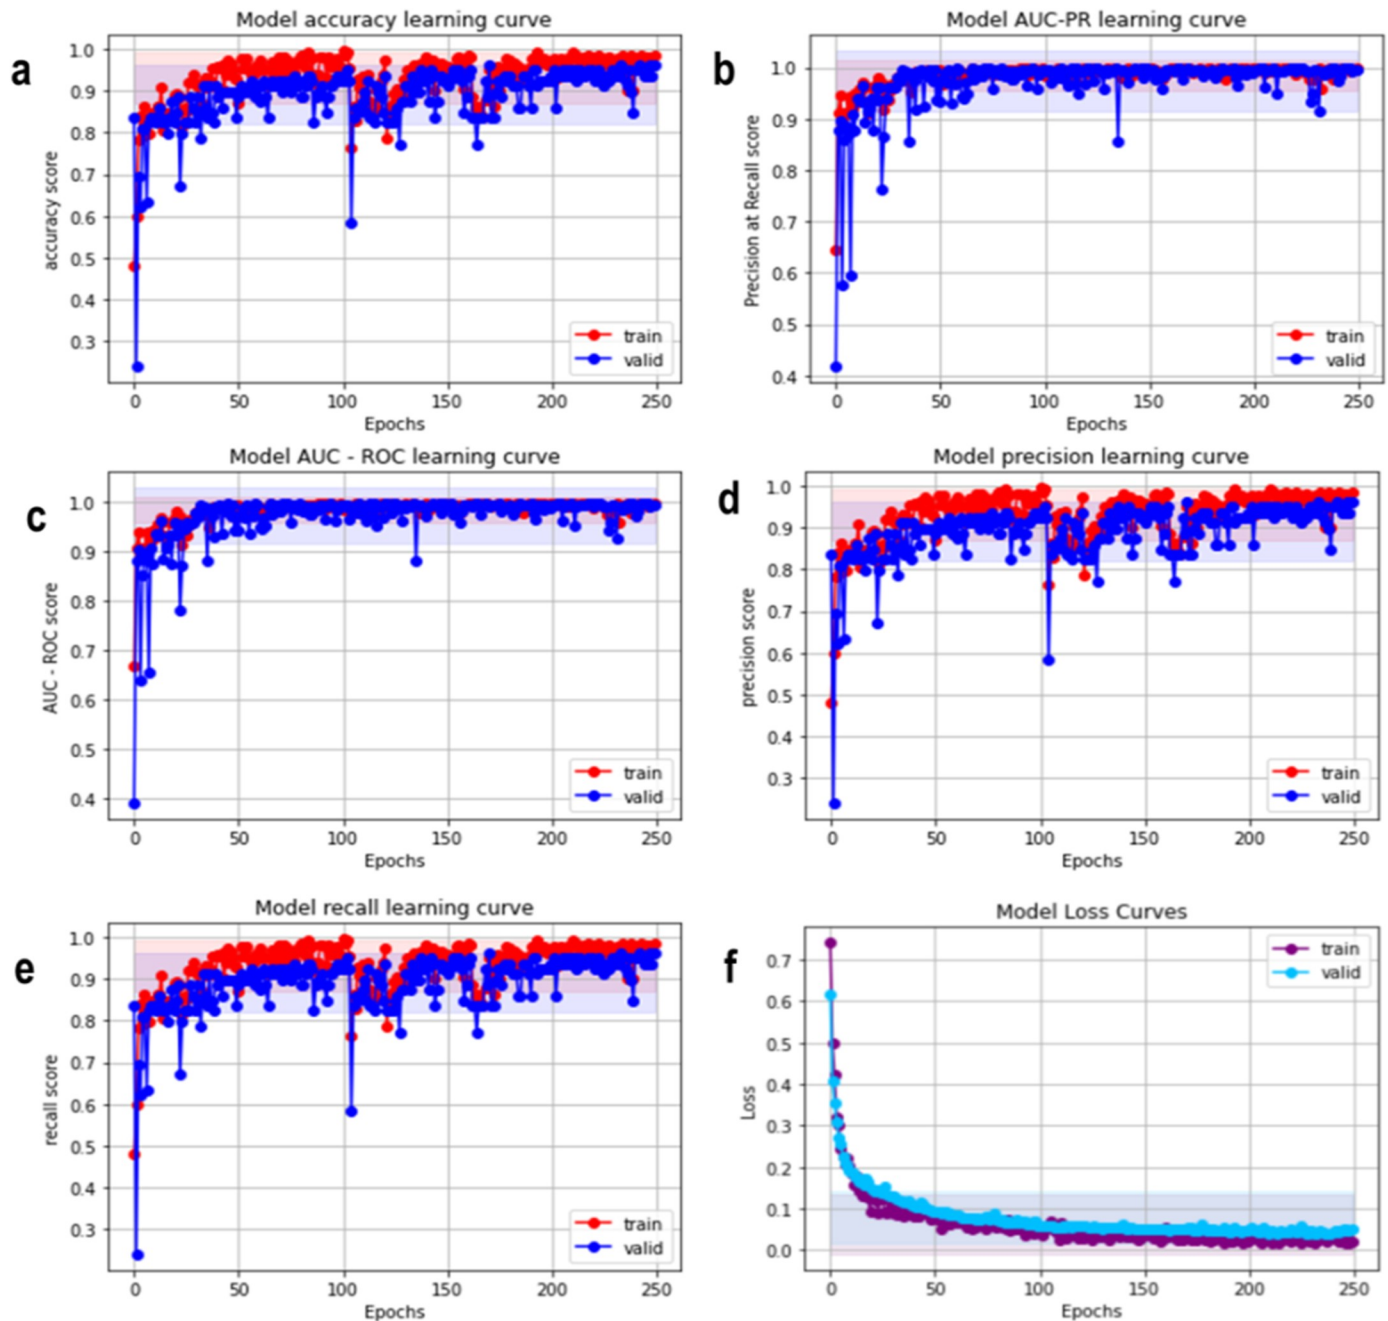 a
Model accuracy learning curve
1.0
0.9
0.8
0.7
0.6
0.5
0.4
0.3
accuracy score
train
valid
0 50 100 150 200 250
Epochs
b
Model AUC-PR learning curve
1.0
0.9
0.8
0.7
0.6
0.5
0.4
Precision at Recall score
train
valid
0 50 100 150 200 250
Epochs
c
Model AUC - ROC learning curve
1.0
0.9
0.8
0.7
0.6
0.5
0.4
AUC - ROC score
train
valid
0 50 100 150 200 250
Epochs
d
Model precision learning curve
1.0
0.9
0.8
0.7
0.6
0.5
0.4
0.3
precision score
train
valid
0 50 100 150 200 250
Epochs
e
Model recall learning curve
1.0
0.9
0.8
0.7
0.6
0.5
0.4
0.3
recall score
train
valid
0 50 100 150 200 250
Epochs
f
Model Loss Curves
0.7
0.6
0.5
0.4
0.3
0.2
0.1
0.0
Loss
train
valid
0 50 100 150 200 250
Epochs